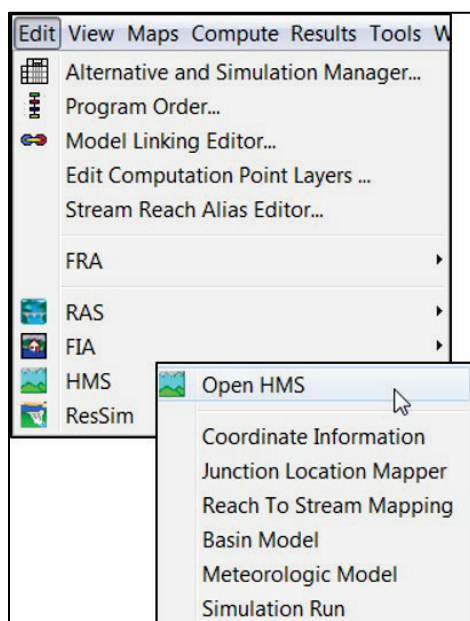 Edit View Maps Compute Results Tools W
Alternative and Simulation Manager...
Program Order...
Model Linking Editor...
Edit Computation Point Layers ...
Stream Reach Alias Editor...
FRA
RAS
FIA
HMS
ResSim
Open HMS
Coordinate Information
Junction Location Mapper
Reach To Stream Mapping
Basin Model
Meteorologic Model
Simulation Run